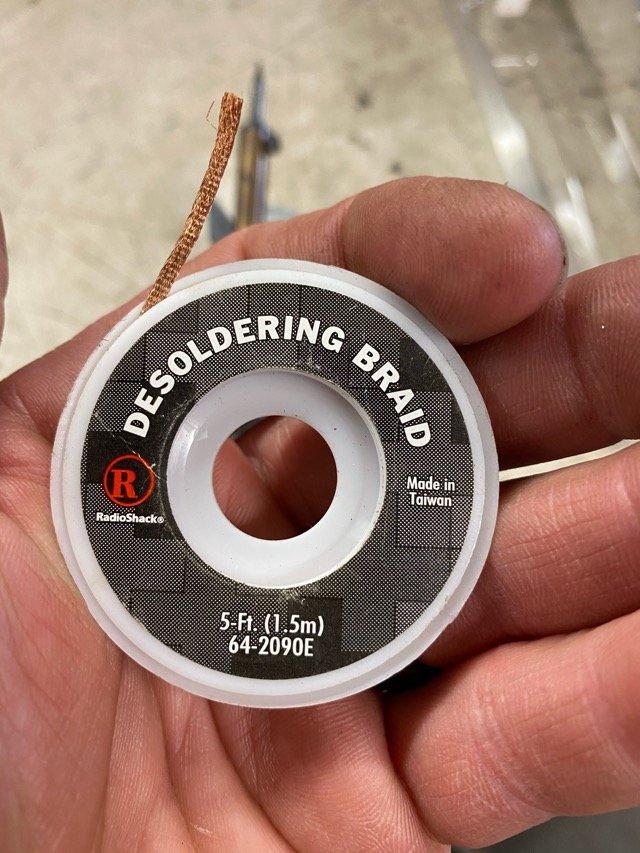 DESOLDERING BRAID
R
RadioShack®
Made in
Taiwan
5-Ft. (1.5m)
64-2090E